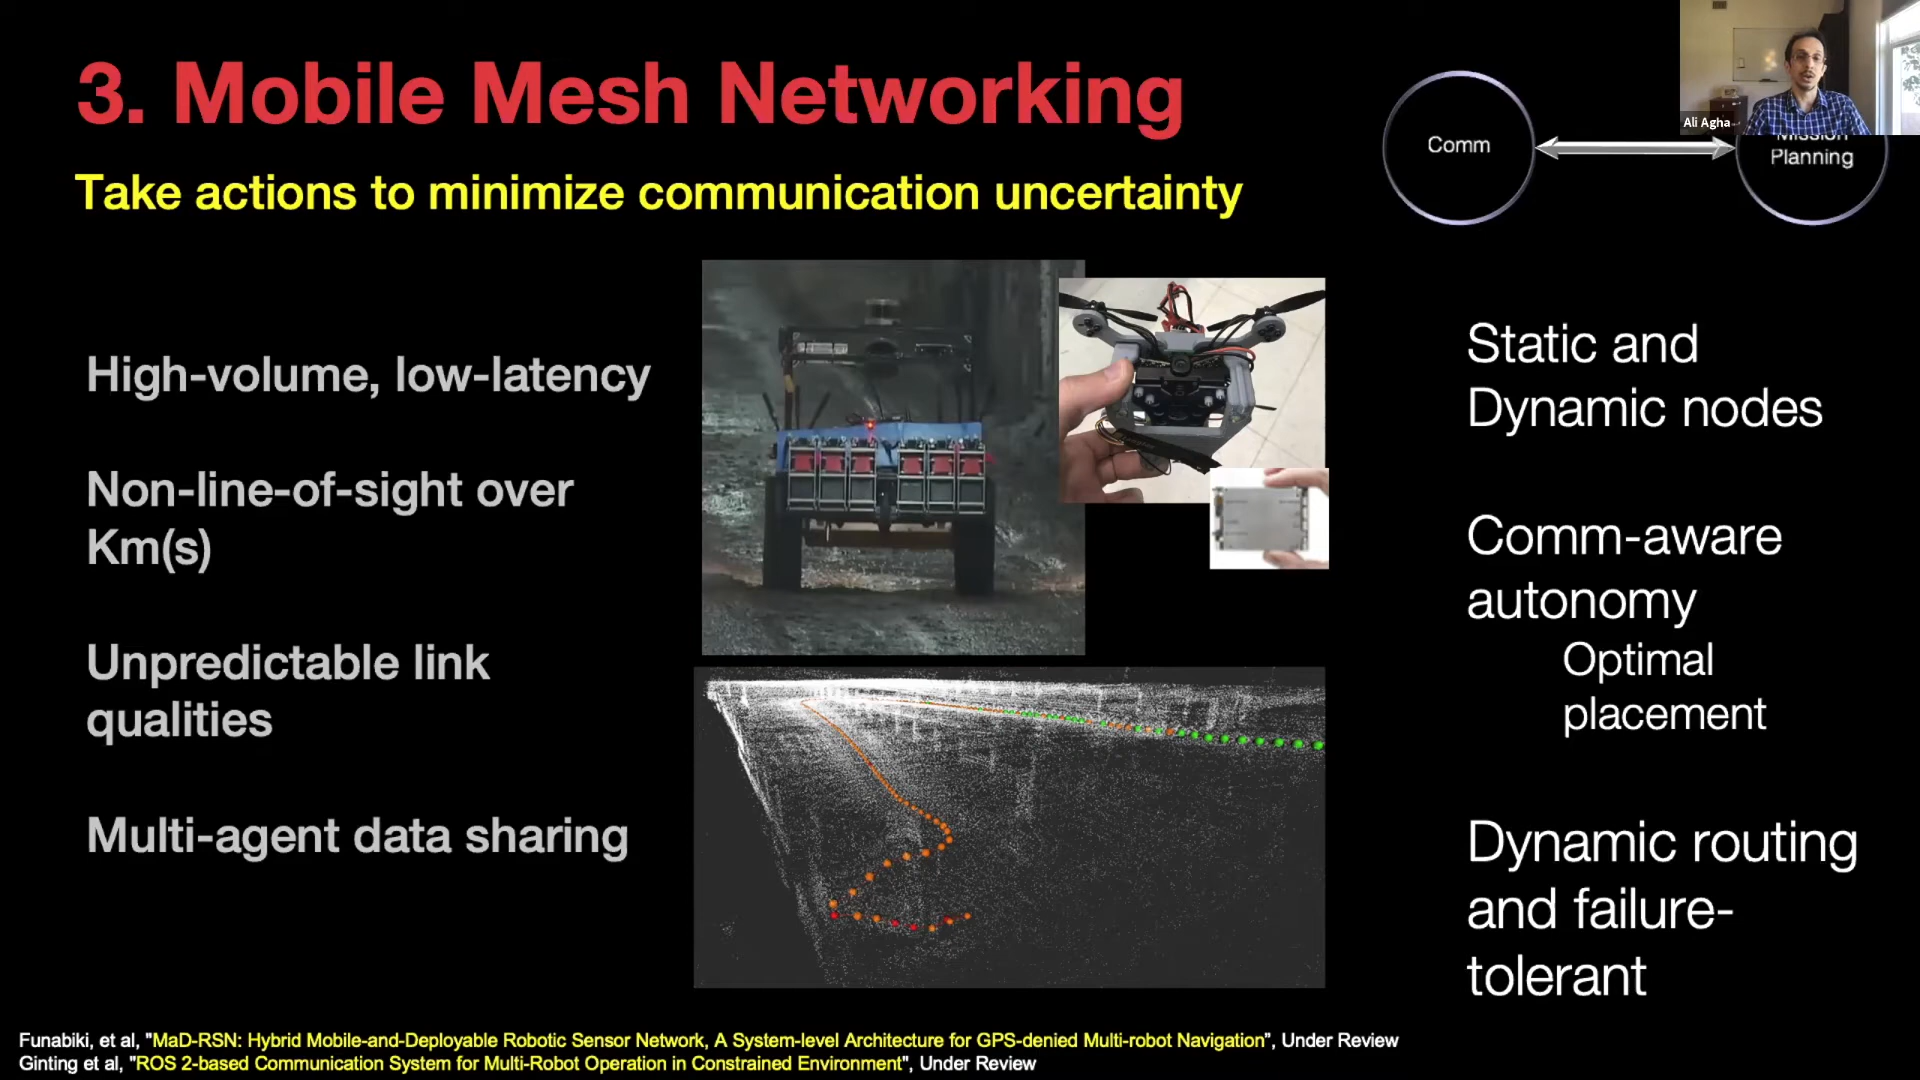 3. Mobile Mesh Networking
Take actions to minimize communication uncertainty
Comm
Mission
Planning
Ali Agha
High-volume, low-latency
Non-line-of-sight over
Km(s)
Unpredictable link
qualities
Multi-agent data sharing
Static and
Dynamic nodes
Comm-aware
autonomy
Optimal
placement
Dynamic routing
and failure-
tolerant
Funabiki, et al, "MaD-RSN: Hybrid Mobile-and-Deployable Robotic Sensor Network, A System-level Architecture for GPS-denied Multi-robot Navigation", Under Review
Ginting et al, "ROS 2-based Communication System for Multi-Robot Operation in Constrained Environment", Under Review